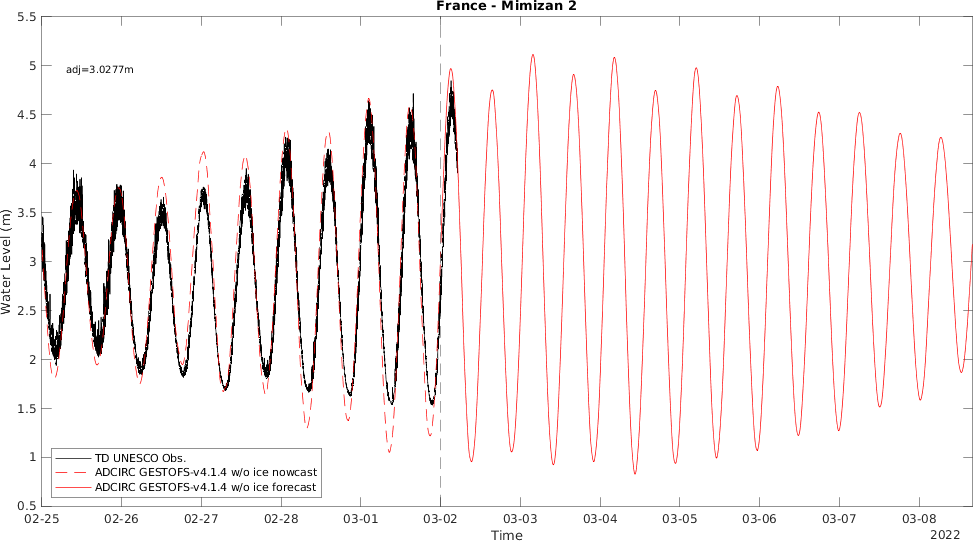 France - Mimizan 2
5.5
5
4.5
4
3.5
3
2.5
2
1.5
1
0.5
Water Level (m)
adj=3.0277m
TD UNESCO Obs.
ADCIRC GESTOFS-v4.1.4 w/o ice nowcast
ADCIRC GESTOFS-v4.1.4 w/o ice forecast
02-25 02-26 02-27 02-28 03-01 03-02 03-03 03-04 03-05 03-06 03-07 03-08
Time
2022